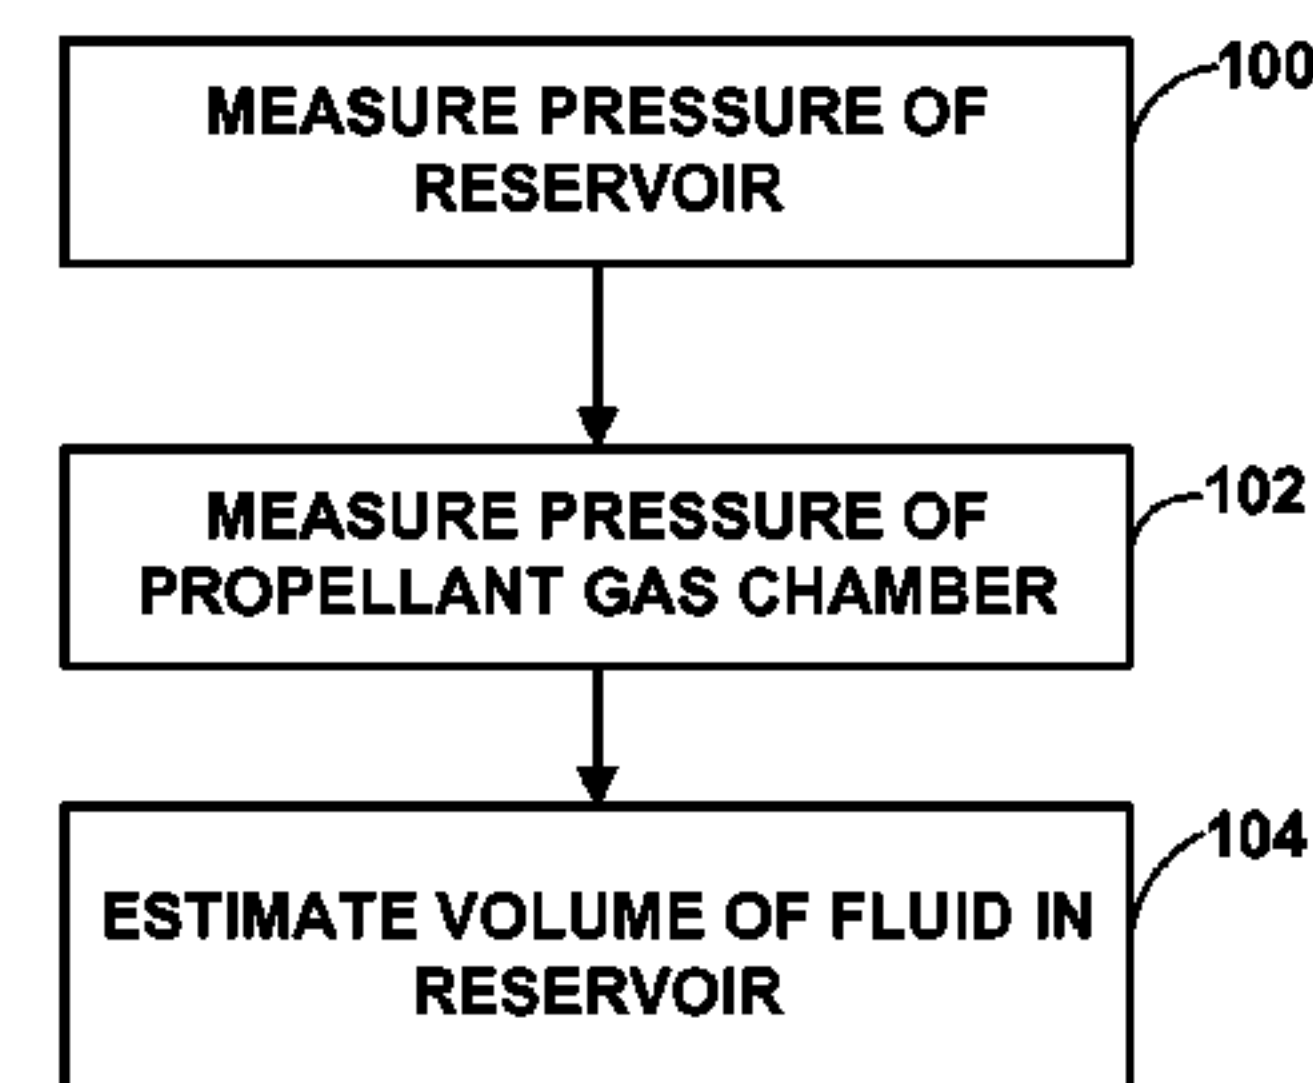 MEASURE PRESSURE OF
RESERVOIR
100
MEASURE PRESSURE OF
PROPELLANT GAS CHAMBER
102
ESTIMATE VOLUME OF FLUID IN
RESERVOIR
104